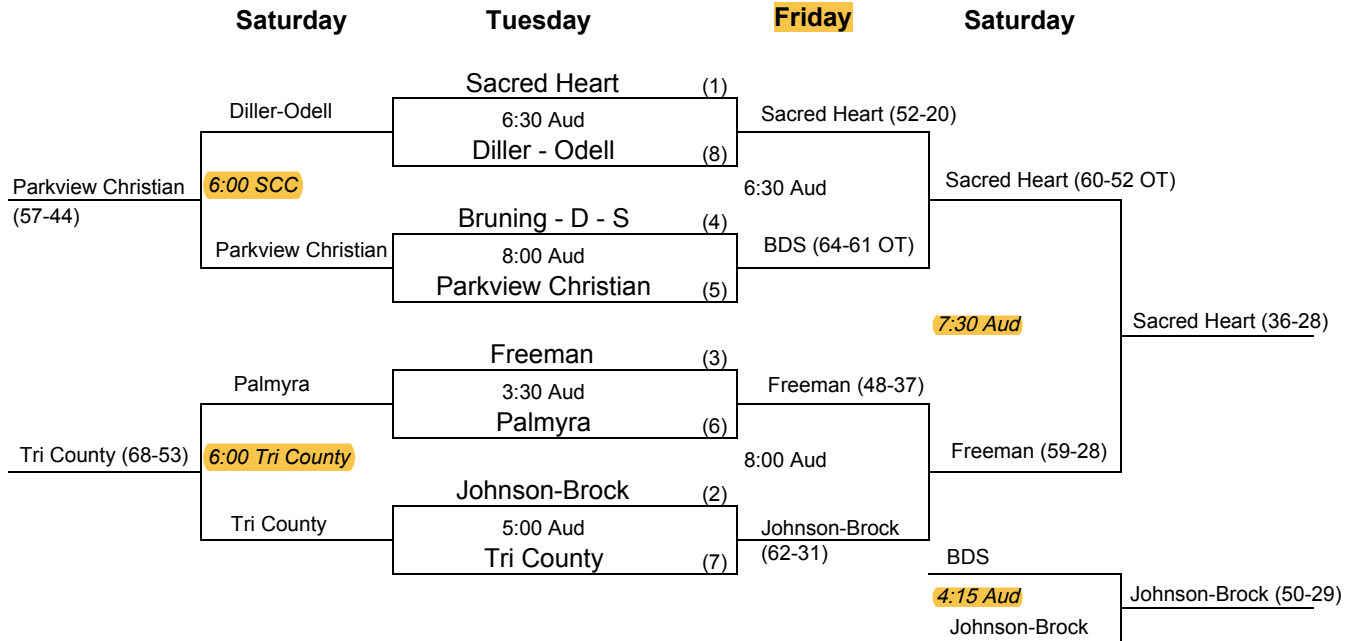 Saturday Tuesday Friday Saturday
Sacred Heart (1)
Diller-Odell
6:30 Aud
Sacred Heart (52-20)
Diller - Odell (8)
Parkview Christian
(57-44)
6:00 SCC
6:30 Aud
Sacred Heart (60-52 OT)
Bruning - D - S (4)
Parkview Christian
8:00 Aud
BDS (64-61 OT)
Parkview Christian (5)
7:30 Aud
Sacred Heart (36-28)
Freeman (3)
Palmyra
3:30 Aud
Freeman (48-37)
Palmyra (6)
Tri County (68-53)
6:00 Tri County
8:00 Aud
Freeman (59-28)
Johnson-Brock (2)
Tri County
5:00 Aud
Johnson-Brock
(62-31)
Tri County (7)
BDS
4:15 Aud
Johnson-Brock (50-29)
Johnson-Brock